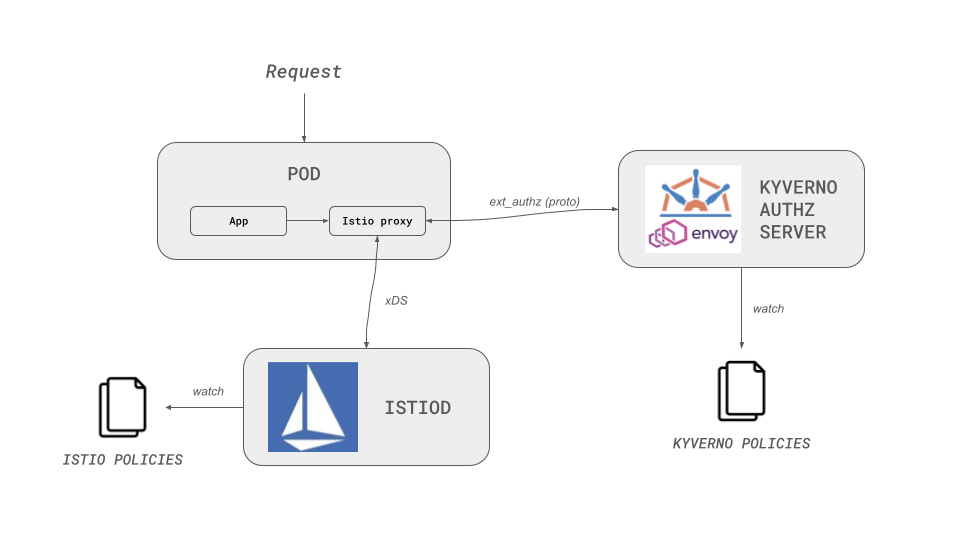 Request
POD
App
Istio proxy
ext_authz (proto)
KYVERNO
AUTHZ
SERVER
envoy
xDS
watch
ISTIOD
watch
ISTIO POLICIES
KYVERNO POLICIES